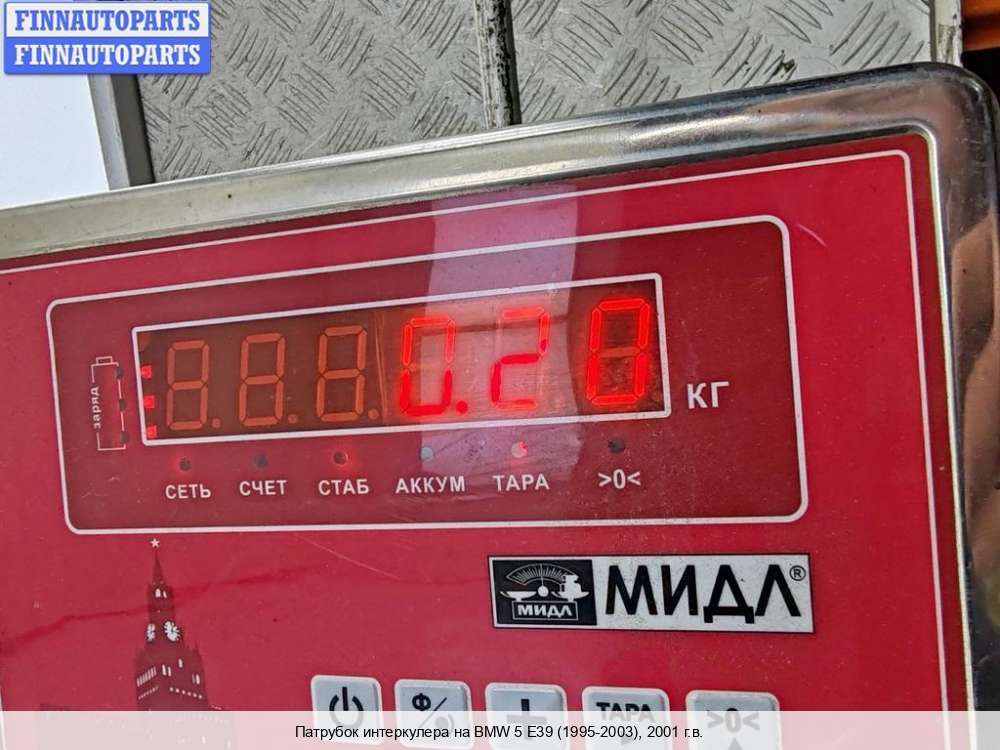 FINNAUTOPARTS
FINNAUTOPARTS
0.20
КГ
заряд
СЕТЬ СЧЕТ СТАБ АККУМ ТАРА >0<
МИДЛ МИДЛ®
Ф ТАРА >0<
Патрубок интеркулера на BMW 5 E39 (1995-2003), 2001 г.в.